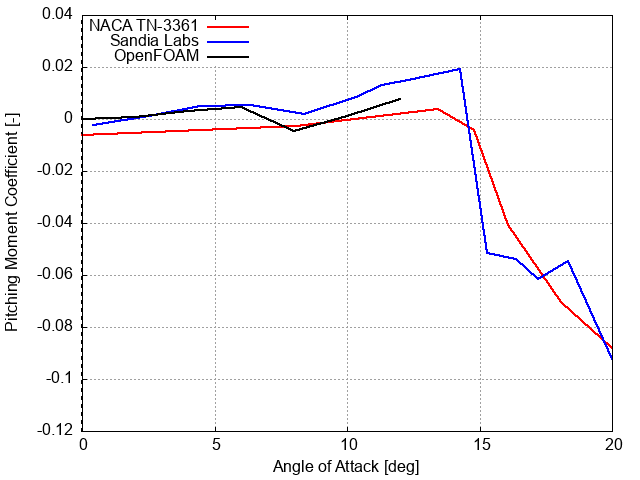 0.04
NACA TN-3361
Sandia Labs
OpenFOAM
0.02
0
-0.02
-0.04
-0.06
-0.08
-0.1
-0.12
Pitching Moment Coefficient [-]
0 5 10 15 20
Angle of Attack [deg]